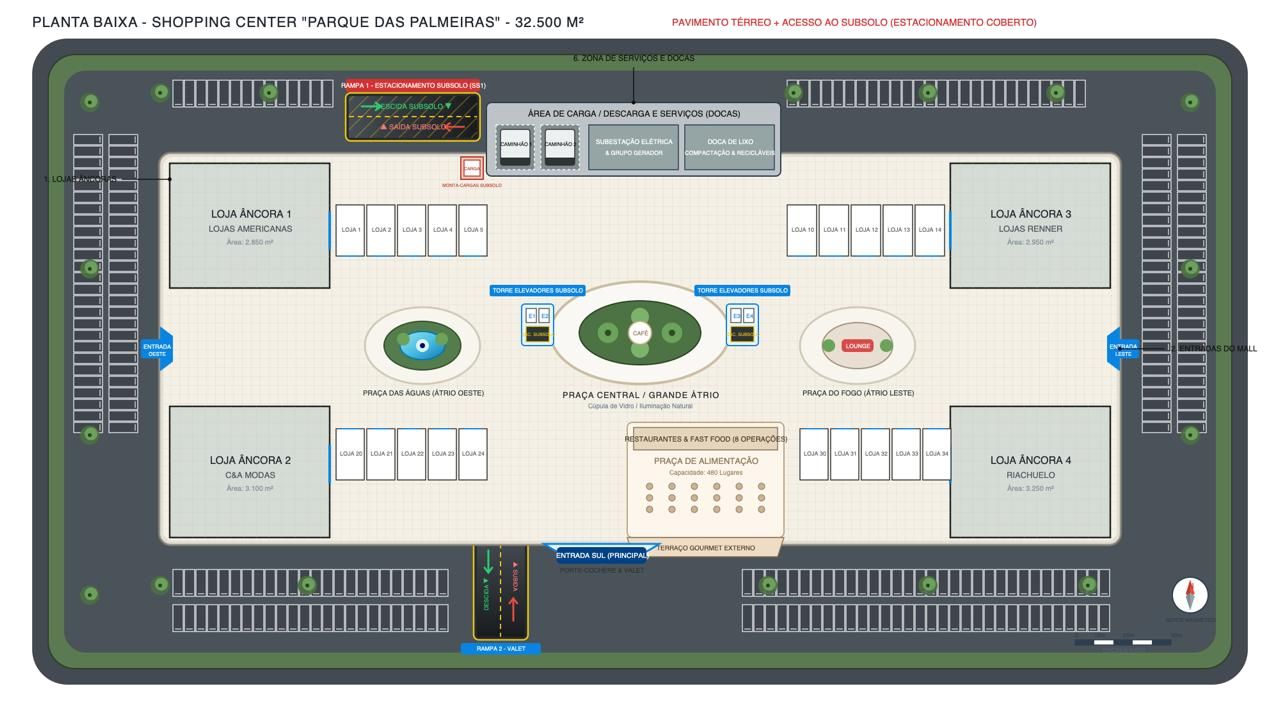 PLANTA BAIXA - SHOPPING CENTER "PARQUE DAS PALMEIRAS" - 32.500 M²
PAVIMENTO TÉRREO + ACESSO AO SUBSOLO (ESTACIONAMENTO COBERTO)
6. ZONA DE SERVIÇOS E DOCAS
RAMPA 1 - ESTACIONAMENTO SUBSOLO (SS1)
DESCIDA SUBSOLO ▼
▲ SAÍDA SUBSOLO
ÁREA DE CARGA / DESCARGA E SERVIÇOS (DOCAS)
CAMINHÃO
CAMINHÃO
SUBESTAÇÃO ELÉTRICA
& GRUPO GERADOR
DOCA DE LIXO
COMPACTAÇÃO & RECICLÁVEIS
CARGA
MONTA-CARGAS SUBSOLO
1. LOJAS ÂNCORAS
LOJA ÂNCORA 1
LOJAS AMERICANAS
Área: 2.850 m²
LOJA 1
LOJA 2
LOJA 3
LOJA 4
LOJA 5
LOJA 10
LOJA 11
LOJA 12
LOJA 13
LOJA 14
LOJA ÂNCORA 3
LOJAS RENNER
Área: 2.950 m²
TORRE ELEVADORES SUBSOLO
TORRE ELEVADORES SUBSOLO
E1
E2
E3
E4
CAFÉ
LOUNGE
ENTRADA
OESTE
ENTRADA
LESTE
ENTRADAS DO MALL
PRAÇA DAS ÁGUAS (ÁTRIO OESTE)
PRAÇA CENTRAL / GRANDE ÁTRIO
Cúpula de Vidro / Iluminação Natural
PRAÇA DO FOGO (ÁTRIO LESTE)
LOJA ÂNCORA 2
C&A MODAS
Área: 3.100 m²
LOJA 20
LOJA 21
LOJA 22
LOJA 23
LOJA 24
RESTAURANTES & FAST FOOD (8 OPERAÇÕES)
PRAÇA DE ALIMENTAÇÃO
Capacidade: 480 Lugares
LOJA 30
LOJA 31
LOJA 32
LOJA 33
LOJA 34
LOJA ÂNCORA 4
RIACHUELO
Área: 3.250 m²
TERRAÇO GOURMET EXTERNO
ENTRADA SUL (PRINCIPAL)
PORTE-COCHÈRE & VALET
DESCIDA ▼
SUBIDA ▲
RAMPA 2 - VALET
NORTE MAGNÉTICO